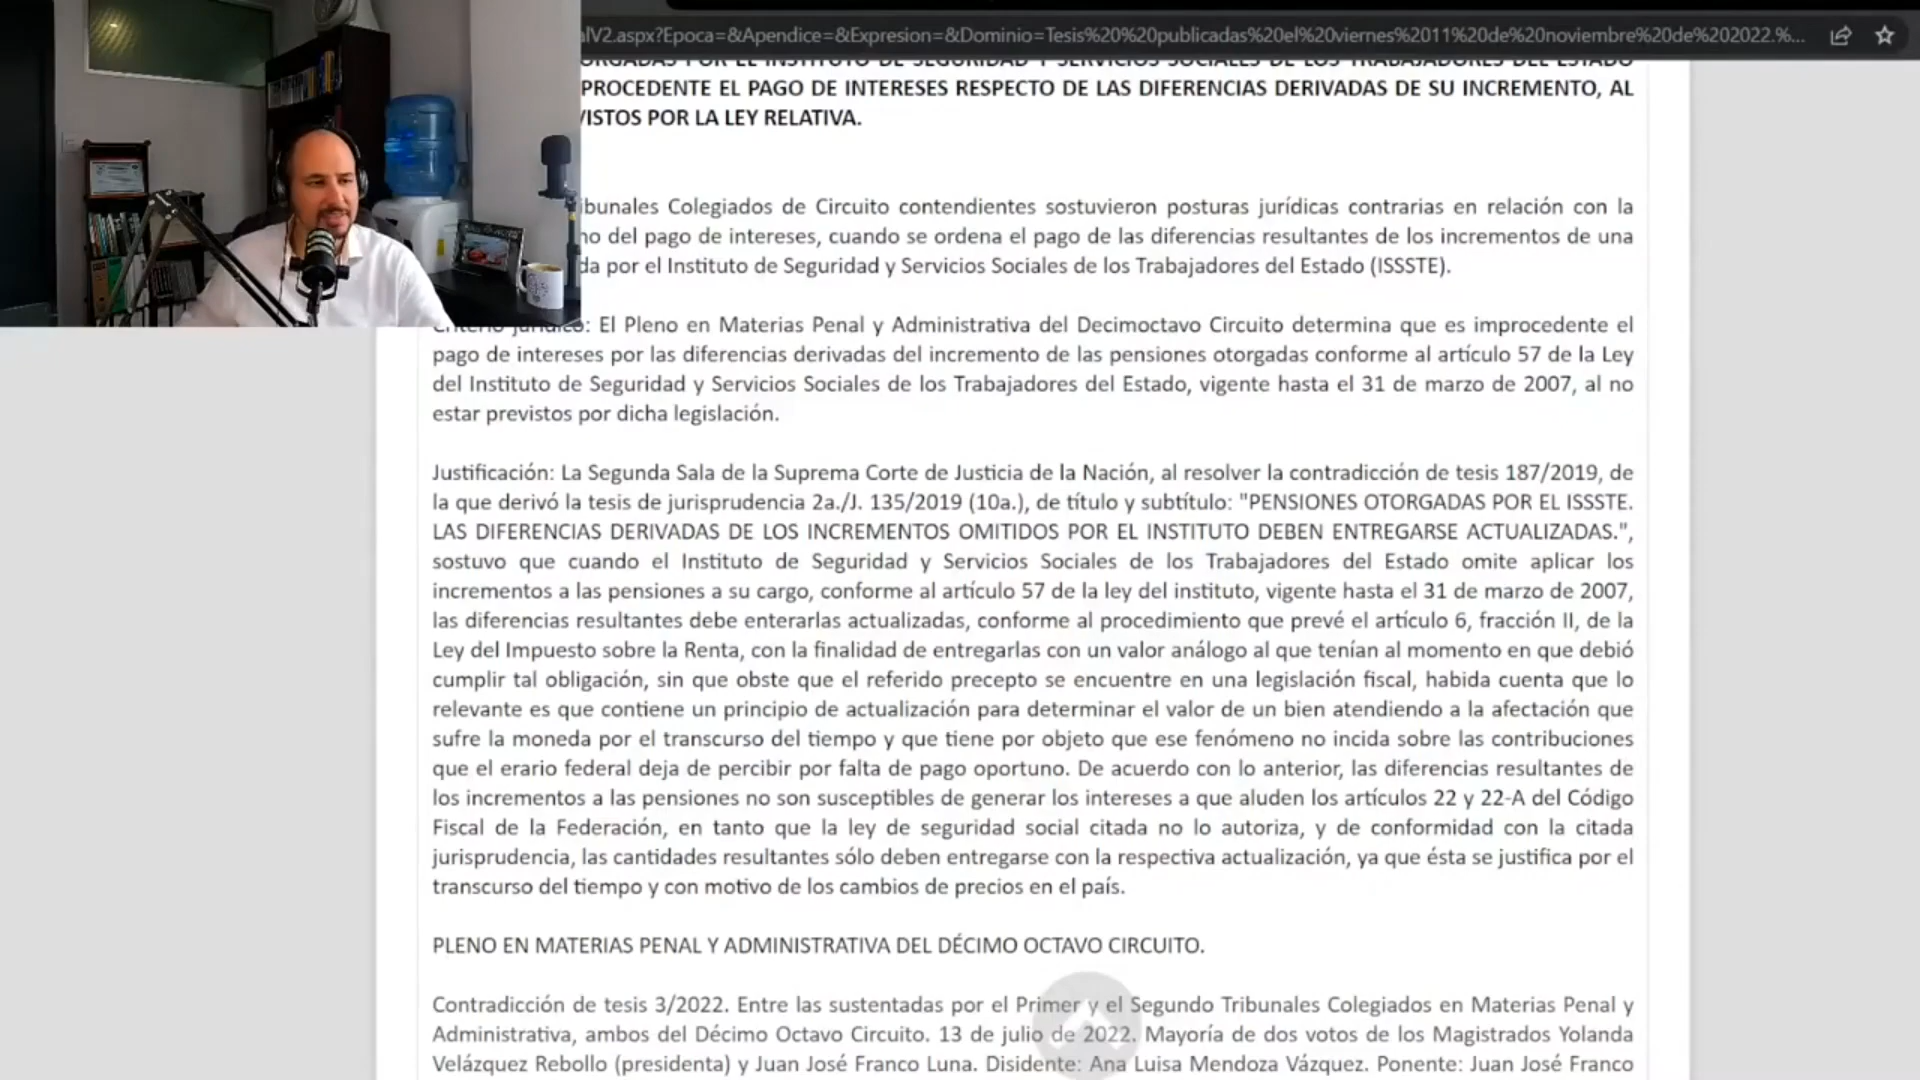 alV2.aspx?Epoca=&Apendice=&Expresion=&Dominio=Tesis%20%20publicadas%20el%20viernes%2011%20de%20noviembre%20de%202022.%...
ORGADAS POR EL INSTITUTO DE SEGURIDAD Y SERVICIOS SOCIALES DE LOS TRABAJADORES DEL ESTADO
PROCEDENTE EL PAGO DE INTERESES RESPECTO DE LAS DIFERENCIAS DERIVADAS DE SU INCREMENTO, AL
VISTOS POR LA LEY RELATIVA.
ibunales Colegiados de Circuito contendientes sostuvieron posturas jurídicas contrarias en relación con la
no del pago de intereses, cuando se ordena el pago de las diferencias resultantes de los incrementos de una
da por el Instituto de Seguridad y Servicios Sociales de los Trabajadores del Estado (ISSSTE).
Criterio jurídico: El Pleno en Materias Penal y Administrativa del Decimoctavo Circuito determina que es improcedente el
pago de intereses por las diferencias derivadas del incremento de las pensiones otorgadas conforme al artículo 57 de la Ley
del Instituto de Seguridad y Servicios Sociales de los Trabajadores del Estado, vigente hasta el 31 de marzo de 2007, al no
estar previstos por dicha legislación.
Justificación: La Segunda Sala de la Suprema Corte de Justicia de la Nación, al resolver la contradicción de tesis 187/2019, de
la que derivó la tesis de jurisprudencia 2a./J. 135/2019 (10a.), de título y subtítulo: "PENSIONES OTORGADAS POR EL ISSSTE.
LAS DIFERENCIAS DERIVADAS DE LOS INCREMENTOS OMITIDOS POR EL INSTITUTO DEBEN ENTREGARSE ACTUALIZADAS.",
sostuvo que cuando el Instituto de Seguridad y Servicios Sociales de los Trabajadores del Estado omite aplicar los
incrementos a las pensiones a su cargo, conforme al artículo 57 de la ley del instituto, vigente hasta el 31 de marzo de 2007,
las diferencias resultantes debe enterarlas actualizadas, conforme al procedimiento que prevé el artículo 6, fracción II, de la
Ley del Impuesto sobre la Renta, con la finalidad de entregarlas con un valor análogo al que tenían al momento en que debió
cumplir tal obligación, sin que obste que el referido precepto se encuentre en una legislación fiscal, habida cuenta que lo
relevante es que contiene un principio de actualización para determinar el valor de un bien atendiendo a la afectación que
sufre la moneda por el transcurso del tiempo y que tiene por objeto que ese fenómeno no incida sobre las contribuciones
que el erario federal deja de percibir por falta de pago oportuno. De acuerdo con lo anterior, las diferencias resultantes de
los incrementos a las pensiones no son susceptibles de generar los intereses a que aluden los artículos 22 y 22-A del Código
Fiscal de la Federación, en tanto que la ley de seguridad social citada no lo autoriza, y de conformidad con la citada
jurisprudencia, las cantidades resultantes sólo deben entregarse con la respectiva actualización, ya que ésta se justifica por el
transcurso del tiempo y con motivo de los cambios de precios en el país.
PLENO EN MATERIAS PENAL Y ADMINISTRATIVA DEL DÉCIMO OCTAVO CIRCUITO.
Contradicción de tesis 3/2022. Entre las sustentadas por el Primer y el Segundo Tribunales Colegiados en Materias Penal y
Administrativa, ambos del Décimo Octavo Circuito. 13 de julio de 2022. Mayoría de dos votos de los Magistrados Yolanda
Velázquez Rebollo (presidenta) y Juan José Franco Luna. Disidente: Ana Luisa Mendoza Vázquez. Ponente: Juan José Franco